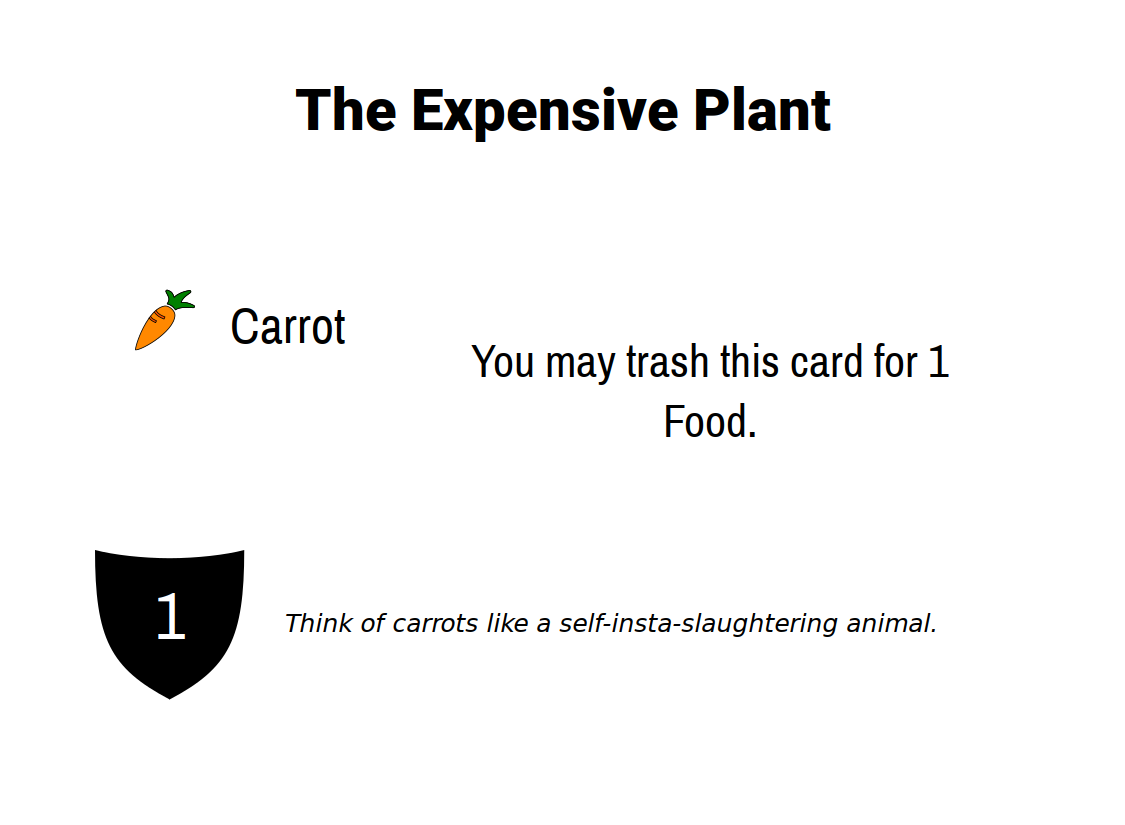 The Expensive Plant
Carrot
You may trash this card for 1
Food.
1
Think of carrots like a self-insta-slaughtering animal.